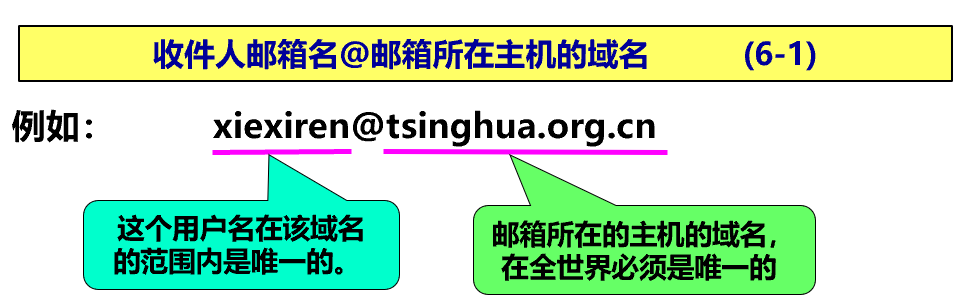 收件人邮箱名@邮箱所在主机的域名 (6-1)
例如: xiexiren@tsinghua.org.cn
这个用户名在该域名
的范围内是唯一的。
邮箱所在的主机的域名,
在全世界必须是唯一的